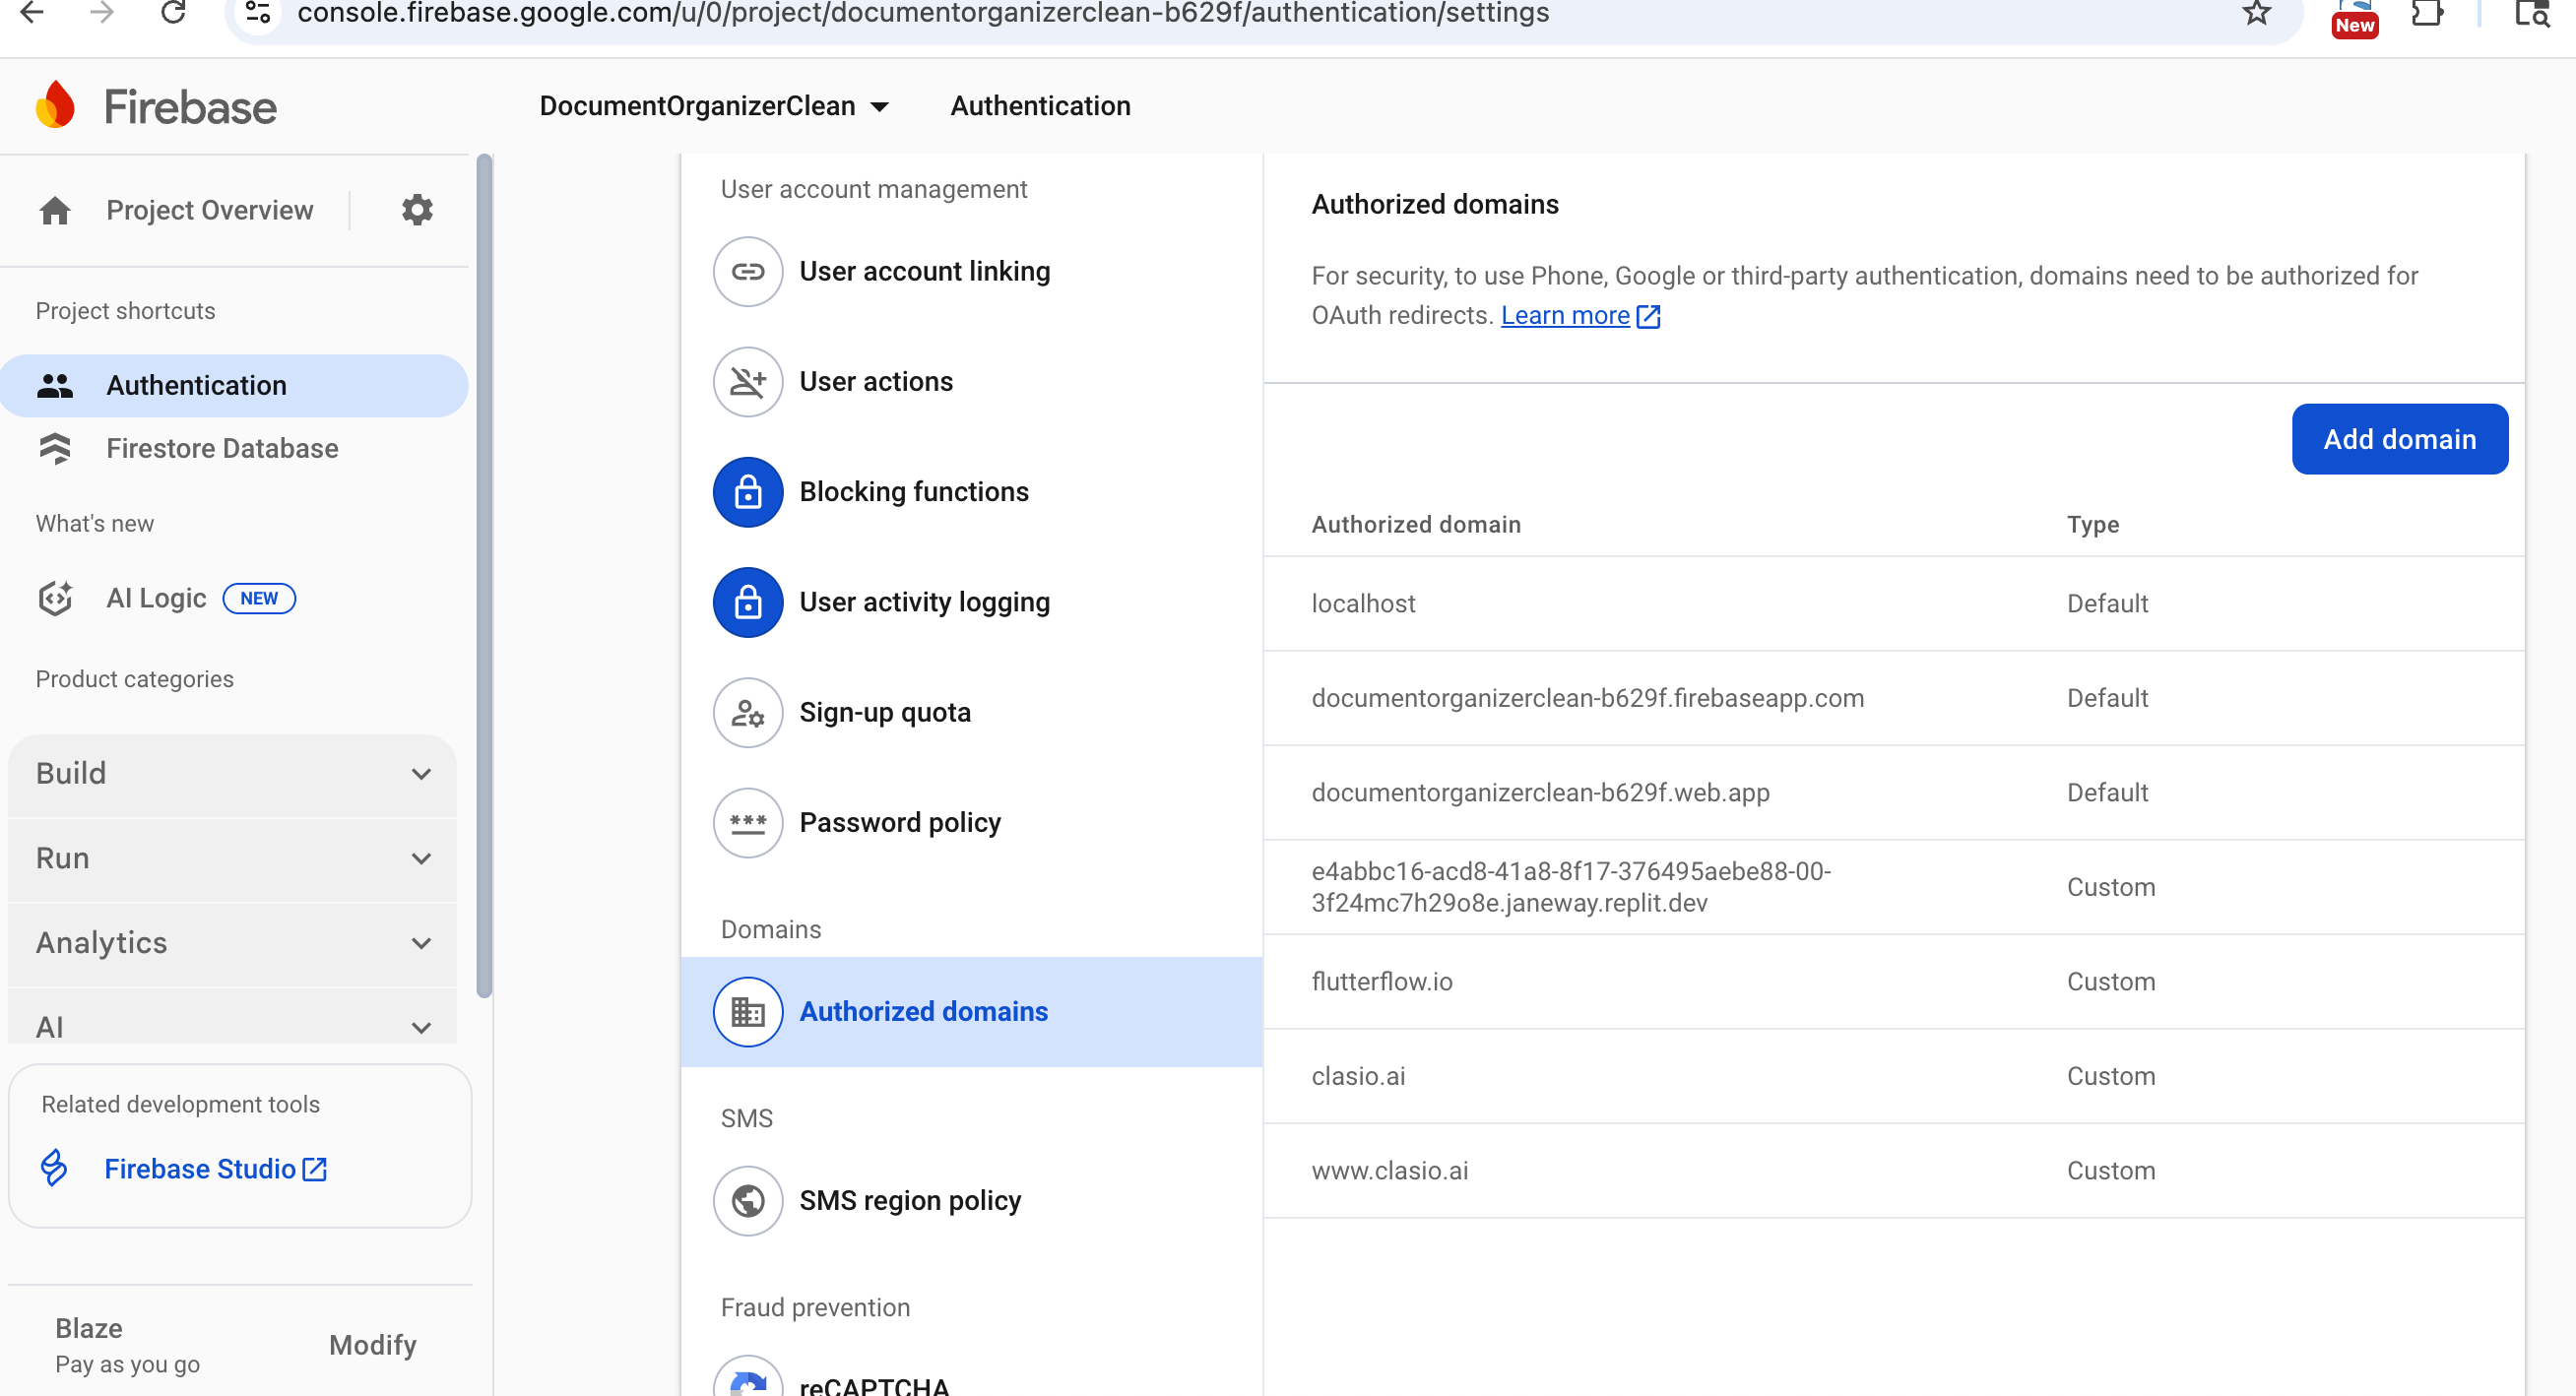 console.firebase.google.com/u/0/project/documentorganizerclean-b629f/authentication/settings
New
Firebase
DocumentOrganizerClean
Authentication
Project Overview
Project shortcuts
Authentication
Firestore Database
What's new
AI Logic NEW
Product categories
Build
Run
Analytics
AI
Related development tools
Firebase Studio
Blaze
Pay as you go
Modify
User account management
User account linking
User actions
Blocking functions
User activity logging
Sign-up quota
Password policy
Domains
Authorized domains
SMS
SMS region policy
Fraud prevention
reCAPTCHA
Authorized domains
For security, to use Phone, Google or third-party authentication, domains need to be authorized for
OAuth redirects. Learn more
Add domain
Authorized domain Type
localhost Default
documentorganizerclean-b629f.firebaseapp.com Default
documentorganizerclean-b629f.web.app Default
e4abbc16-acd8-41a8-8f17-376495aebe88-00-
3f24mc7h29o8e.janeway.replit.dev Custom
flutterflow.io Custom
clasio.ai Custom
www.clasio.ai Custom